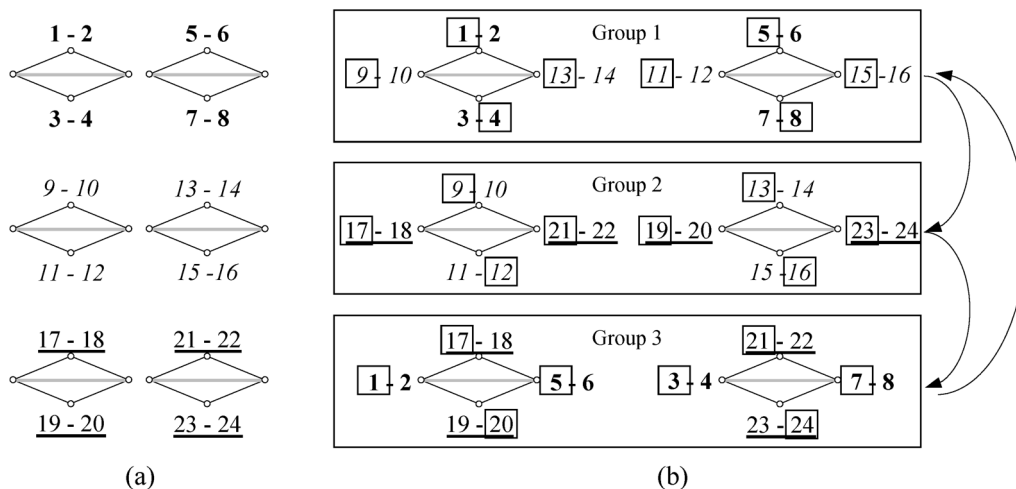 1 - 2 5 - 6
3 - 4 7 - 8
9 - 10 13 - 14
11 - 12 15 -16
17 - 18 21 - 22
19 - 20 23 - 24
(a)
Group 1
1 - 2 5 - 6
9 - 10 13 - 14 11 - 12 15 -16
3 - 4 7 - 8
Group 2
9 - 10 13 - 14
17 - 18 21 - 22 19 - 20 23 - 24
11 - 12 15 -16
Group 3
17 - 18 21 - 22
1 - 2 5 - 6 3 - 4 7 - 8
19 - 20 23 - 24
(b)